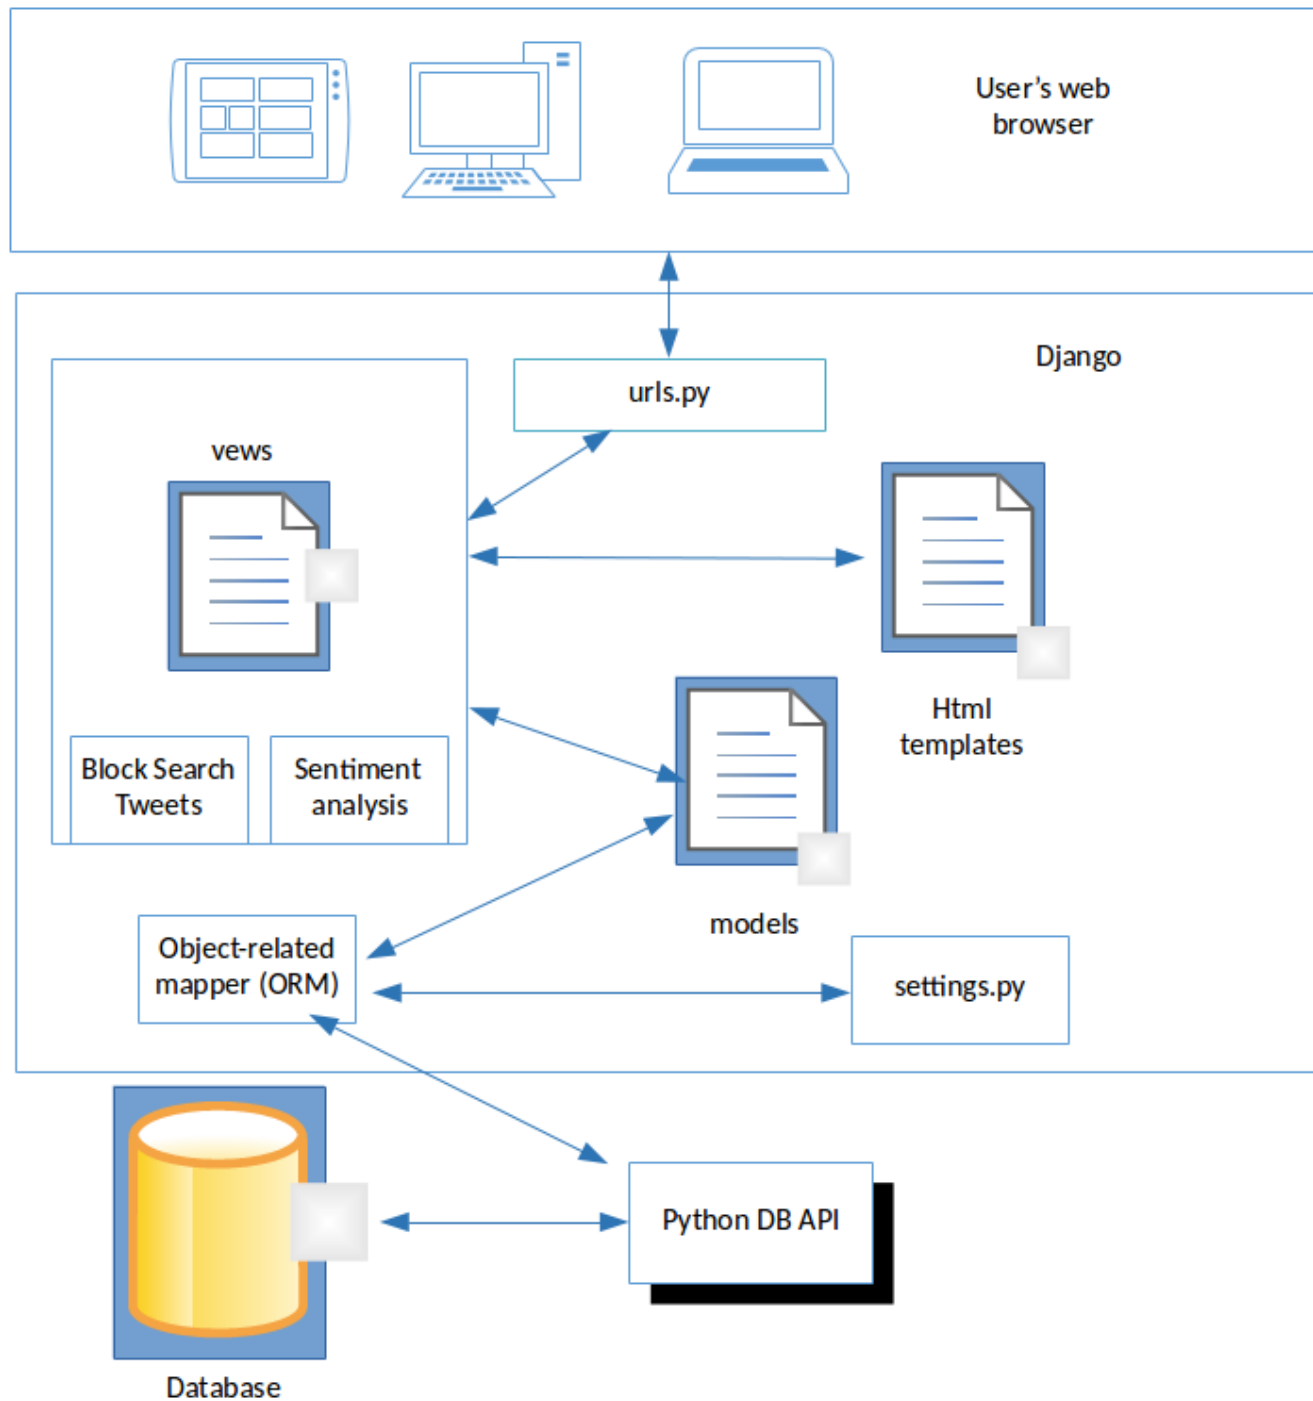 User's web
browser
Django
urls.py
vews
Html
templates
Block Search
Tweets
Sentiment
analysis
models
Object-related
mapper (ORM)
settings.py
Python DB API
Database